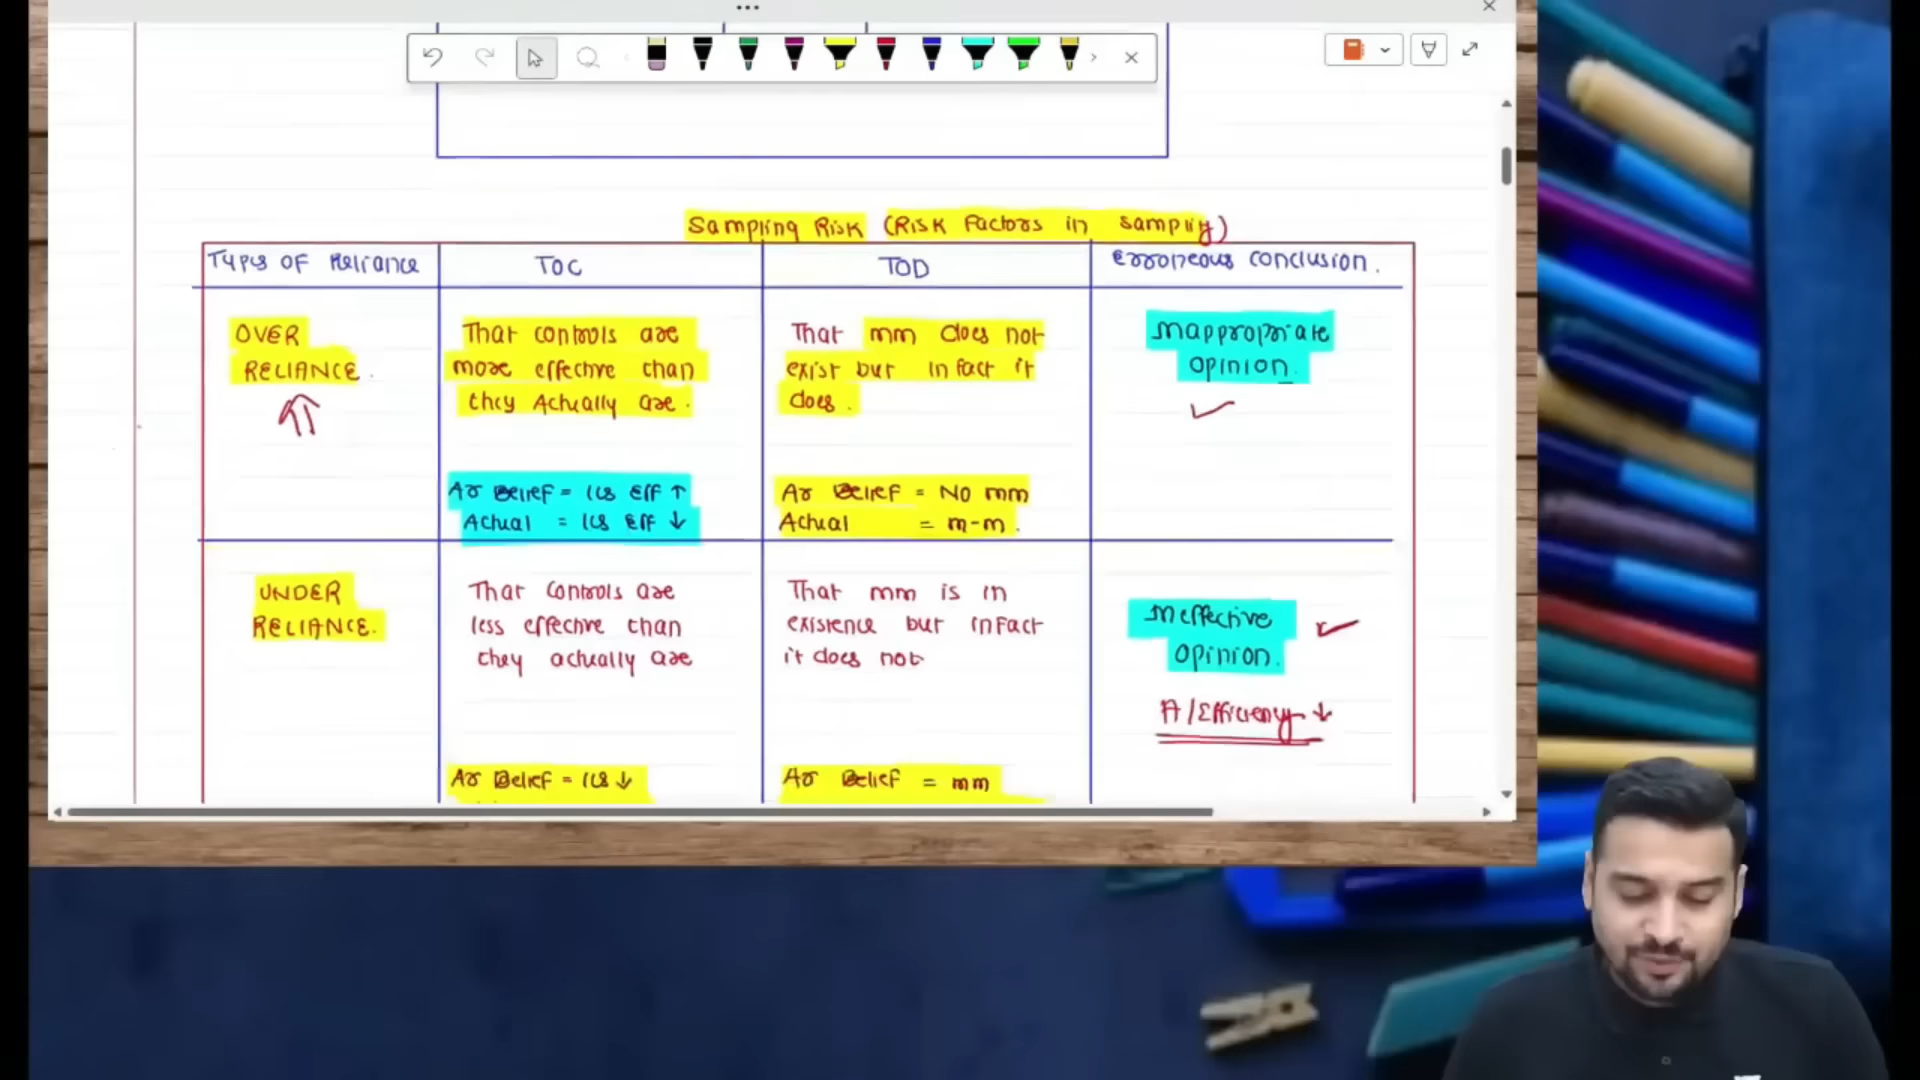 Sampling Risk (Risk Factors in Sampling)
Types of Reliance
TOC
TOD
Erroneous conclusion.
OVER
RELIANCE.
That controls are
more effective than
they Actually are.
Ar Belief = ICS Eff ↑
Actual = ICS Eff ↓
That mm does not
exist but infact it
does.
Ar Belief = NO mm
Actual = m-m.
Inappropriate
opinion.
UNDER
RELIANCE.
That Controls are
less effective than
they actually are
Ar Belief = ICS ↓
That mm is in
existence but infact
it does not
Ar Belief = mm
Ineffective
opinion.
A/Efficiency ↓